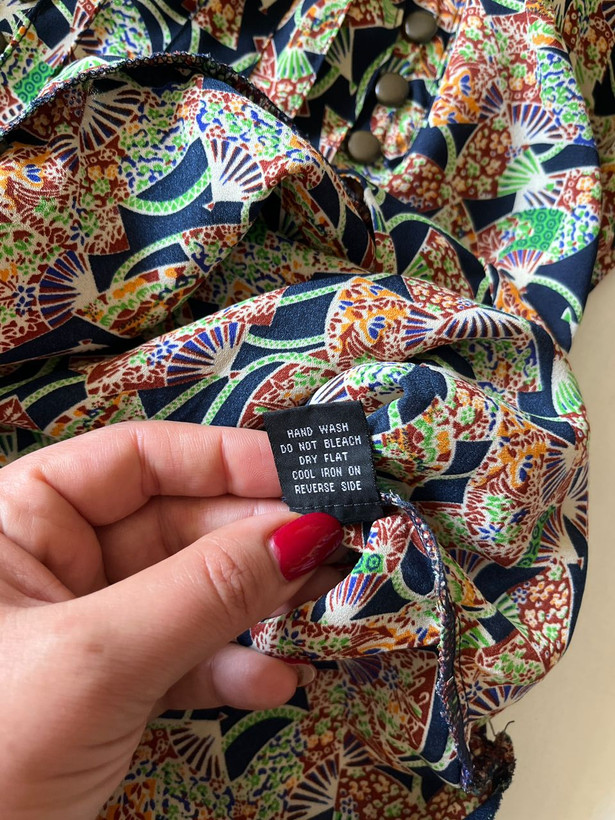 HAND WASH
DO NOT BLEACH
DRY FLAT
COOL IRON ON
REVERSE SIDE